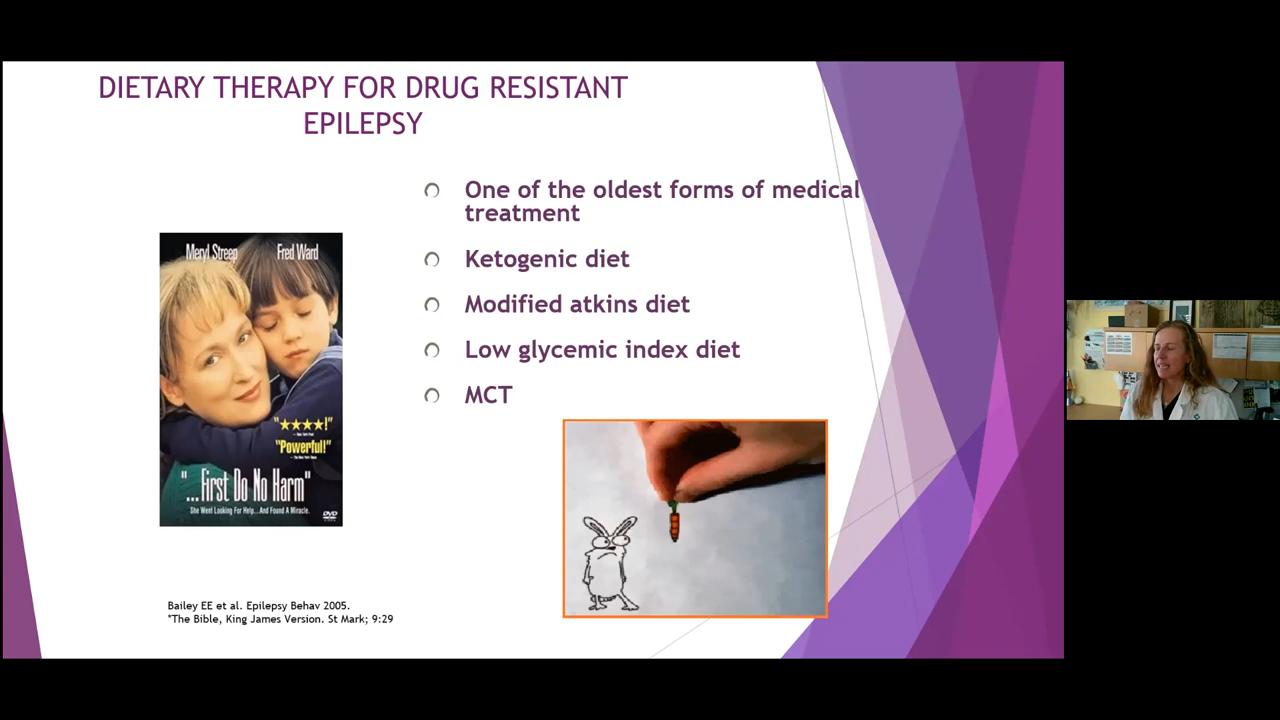 DIETARY THERAPY FOR DRUG RESISTANT
EPILEPSY
One of the oldest forms of medical
treatment
Ketogenic diet
Modified atkins diet
Low glycemic index diet
MCT
Meryl Streep Fred Ward
"★★★★!"
"Powerful!"
"...First Do No Harm"
She Went Looking For Help...And Found A Miracle.
DVD
Bailey EE et al. Epilepsy Behav 2005.
*The Bible, King James Version. St Mark; 9:29